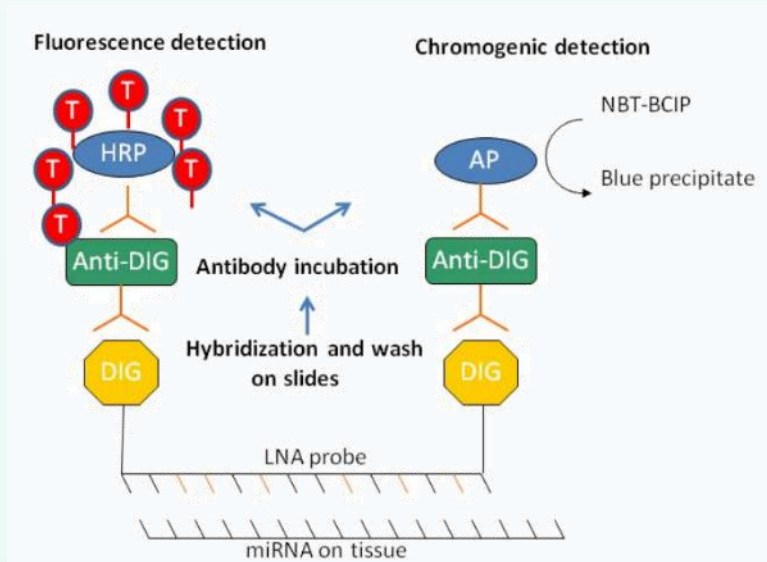 Fluorescence detection
Chromogenic detection
T
T
T
T
T
T
HRP
NBT-BCIP
AP
Blue precipitate
Anti-DIG
Antibody incubation
Anti-DIG
Hybridization and wash
on slides
DIG
DIG
LNA probe
miRNA on tissue